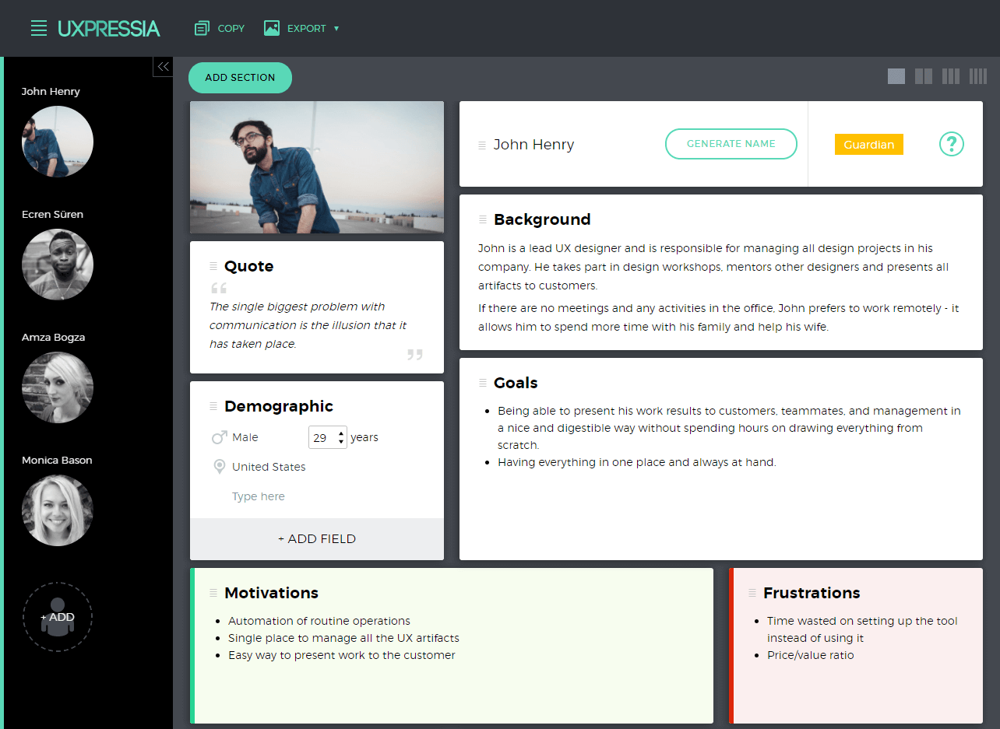 UXPRESSIA
COPY
EXPORT
ADD SECTION
John Henry
Ecren Süren
Amza Bogza
Monica Bason
+ ADD
John Henry
GENERATE NAME
Guardian
?
Quote
The single biggest problem with
communication is the illusion that it
has taken place.
Demographic
Male
29
years
United States
Type here
+ ADD FIELD
Background
John is a lead UX designer and is responsible for managing all design projects in his
company. He takes part in design workshops, mentors other designers and presents all
artifacts to customers.
If there are no meetings and any activities in the office, John prefers to work remotely - it
allows him to spend more time with his family and help his wife.
Goals
Being able to present his work results to customers, teammates, and management in
a nice and digestible way without spending hours on drawing everything from
scratch.
Having everything in one place and always at hand.
Motivations
Automation of routine operations
Single place to manage all the UX artifacts
Easy way to present work to the customer
Frustrations
Time wasted on setting up the tool
instead of using it
Price/value ratio